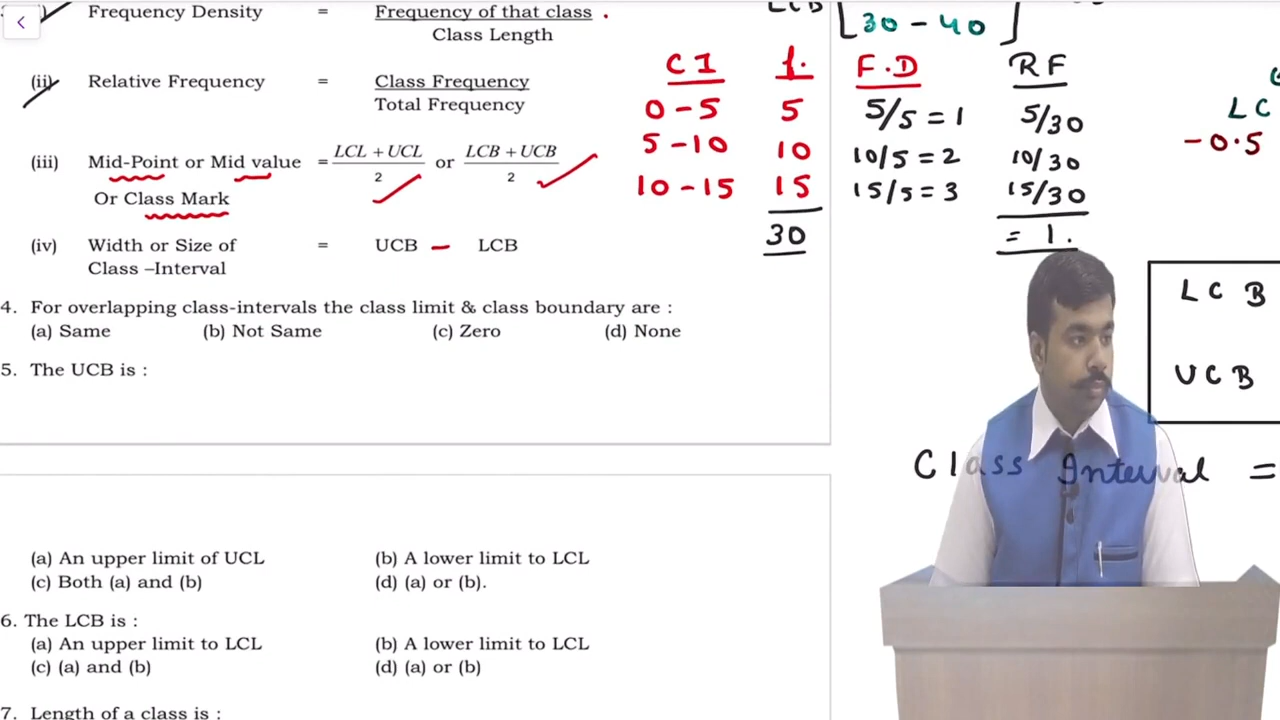 Frequency Density = Frequency of that class .
Class Length
(ii) Relative Frequency = Class Frequency
Total Frequency
(iii) Mid-Point or Mid value = LCL + UCL or LCB + UCB
2 2
Or Class Mark
(iv) Width or Size of = UCB – LCB
Class –Interval
4. For overlapping class-intervals the class limit & class boundary are :
(a) Same (b) Not Same (c) Zero (d) None
5. The UCB is :
(a) An upper limit of UCL (b) A lower limit to LCL
(c) Both (a) and (b) (d) (a) or (b).
6. The LCB is :
(a) An upper limit to LCL (b) A lower limit to LCL
(c) (a) and (b) (d) (a) or (b)
7. Length of a class is :
[30 - 40]
C I f. F.D RF
0 - 5 5 5/5 = 1 5/30
5 - 10 10 10/5 = 2 10/30
10 - 15 15 15/5 = 3 15/30
30 = 1.
LC
-0.5
LCB
UCB
Class Interval =